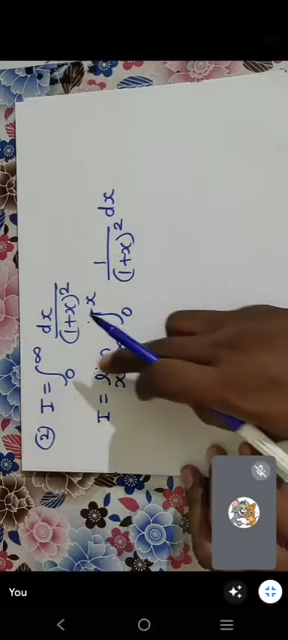 ② I = ∫₀^∞ dx/(1+x)²
I = ∫₀^x 1/(1+x)² dx
You